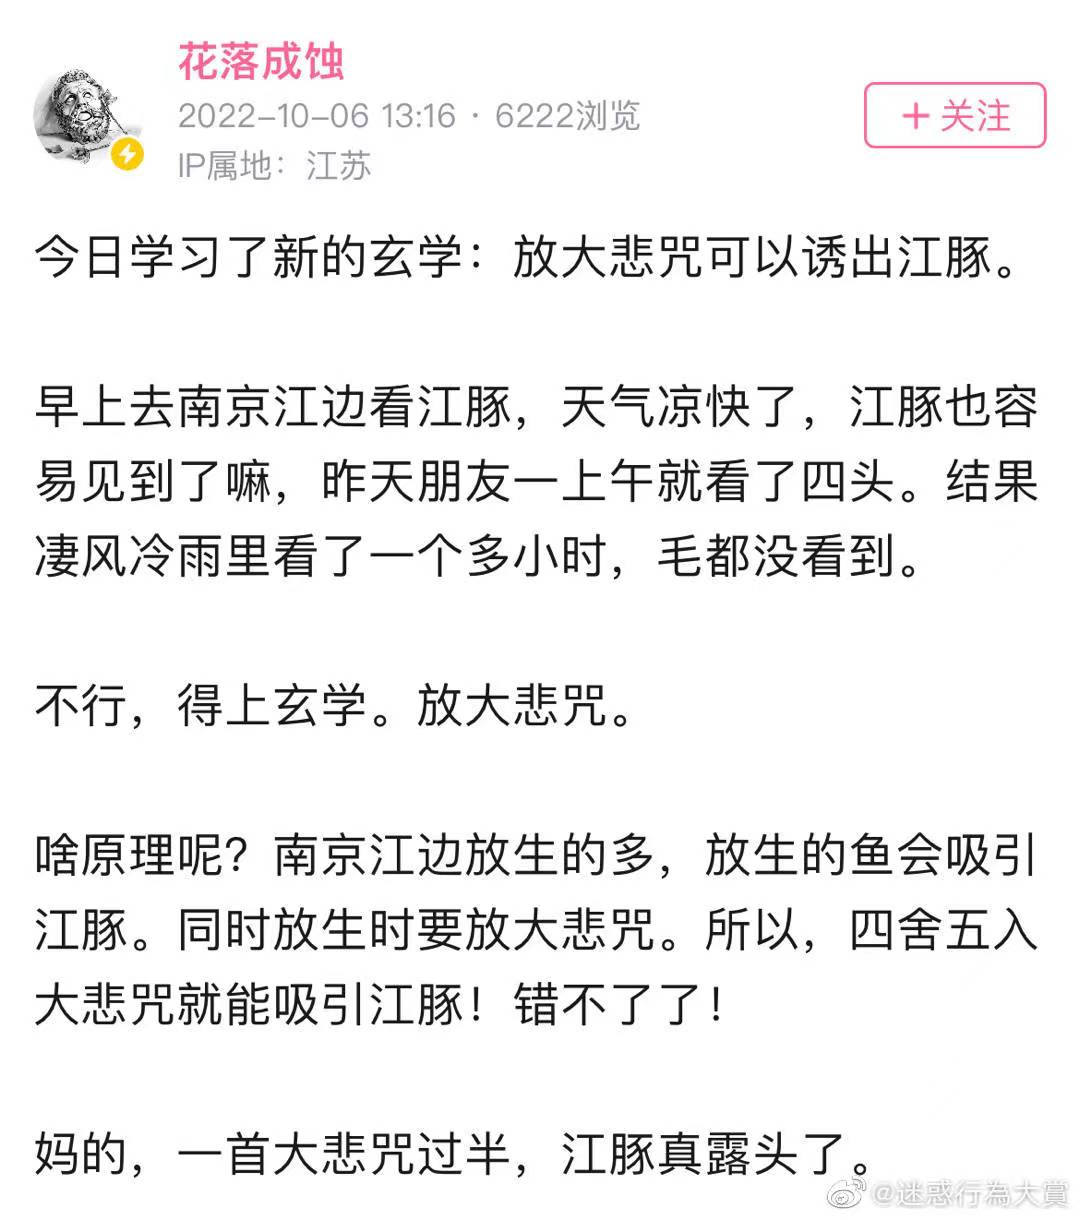 花落成蚀
2022-10-06 13:16 · 6222浏览
IP属地：江苏
＋关注
今日学习了新的玄学：放大悲咒可以诱出江豚。
早上去南京江边看江豚，天气凉快了，江豚也容
易见到了嘛，昨天朋友一上午就看了四头。结果
凄风冷雨里看了一个多小时，毛都没看到。
不行，得上玄学。放大悲咒。
啥原理呢？南京江边放生的多，放生的鱼会吸引
江豚。同时放生时要放大悲咒。所以，四舍五入
大悲咒就能吸引江豚！错不了了！
妈的，一首大悲咒过半，江豚真露头了。
@迷惑行為大賞